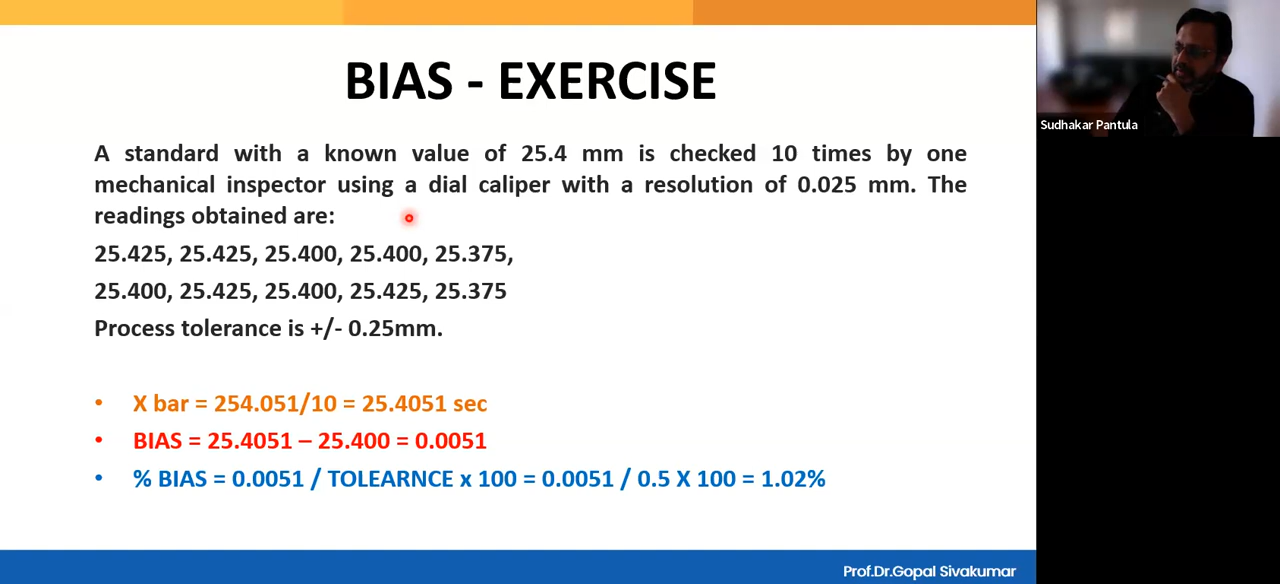 BIAS - EXERCISE
Sudhakar Pantula
A standard with a known value of 25.4 mm is checked 10 times by one
mechanical inspector using a dial caliper with a resolution of 0.025 mm. The
readings obtained are:
25.425, 25.425, 25.400, 25.400, 25.375,
25.400, 25.425, 25.400, 25.425, 25.375
Process tolerance is +/- 0.25mm.
• X bar = 254.051/10 = 25.4051 sec
• BIAS = 25.4051 – 25.400 = 0.0051
• % BIAS = 0.0051 / TOLEARNCE x 100 = 0.0051 / 0.5 X 100 = 1.02%
Prof.Dr.Gopal Sivakumar